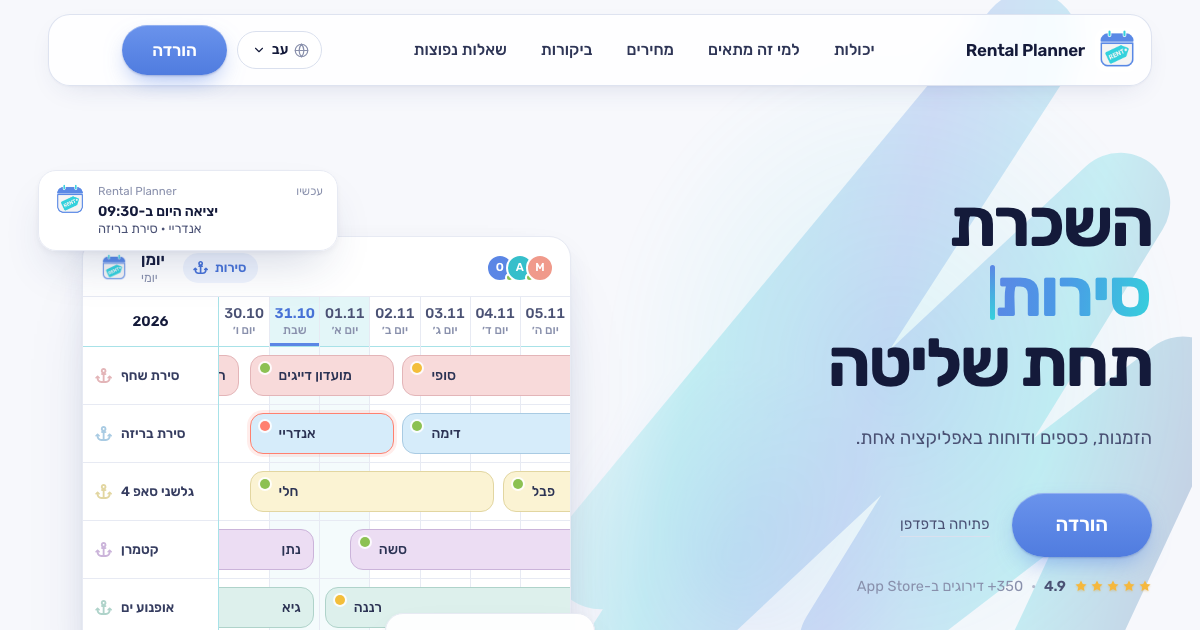 Rental Planner
יכולות
למי זה מתאים
מחירים
ביקורות
שאלות נפוצות
עב
הורדה
השכרת
סירות
תחת שליטה
הזמנות, כספים ודוחות באפליקציה אחת.
הורדה
פתיחה בדפדפן
4.9 • 350+ דירוגים ב-App Store
Rental Planner עכשיו
יציאה היום ב-09:30
אנדריי • סירת בריזה
יומן
יומי
סירות
O A M
2026
30.10 31.10 01.11 02.11 03.11 04.11 05.11
יום ו׳ שבת יום א׳ יום ב׳ יום ג׳ יום ד׳ יום ה׳
סירת שחף מועדון דייגים סופי
סירת בריזה אנדריי דימה
גלשני סאפ 4 חלי פבל
קטמרן נתן סשה
אופנוע ים גיא רננה